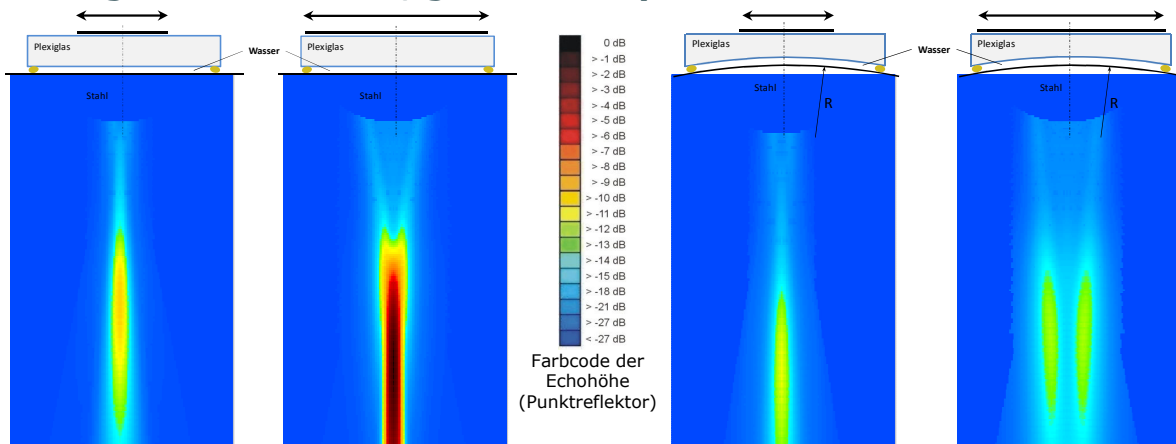 Plexiglas
Wasser
Stahl
Plexiglas
Stahl
0 dB
> -1 dB
> -2 dB
> -3 dB
> -4 dB
> -5 dB
> -6 dB
> -7 dB
> -8 dB
> -9 dB
> -10 dB
> -11 dB
> -12 dB
> -13 dB
> -14 dB
> -15 dB
> -18 dB
> -21 dB
> -27 dB
< -27 dB
Farbcode der
Echohöhe
(Punktreflektor)
Plexiglas
Wasser
Stahl
R
Plexiglas
Stahl
R